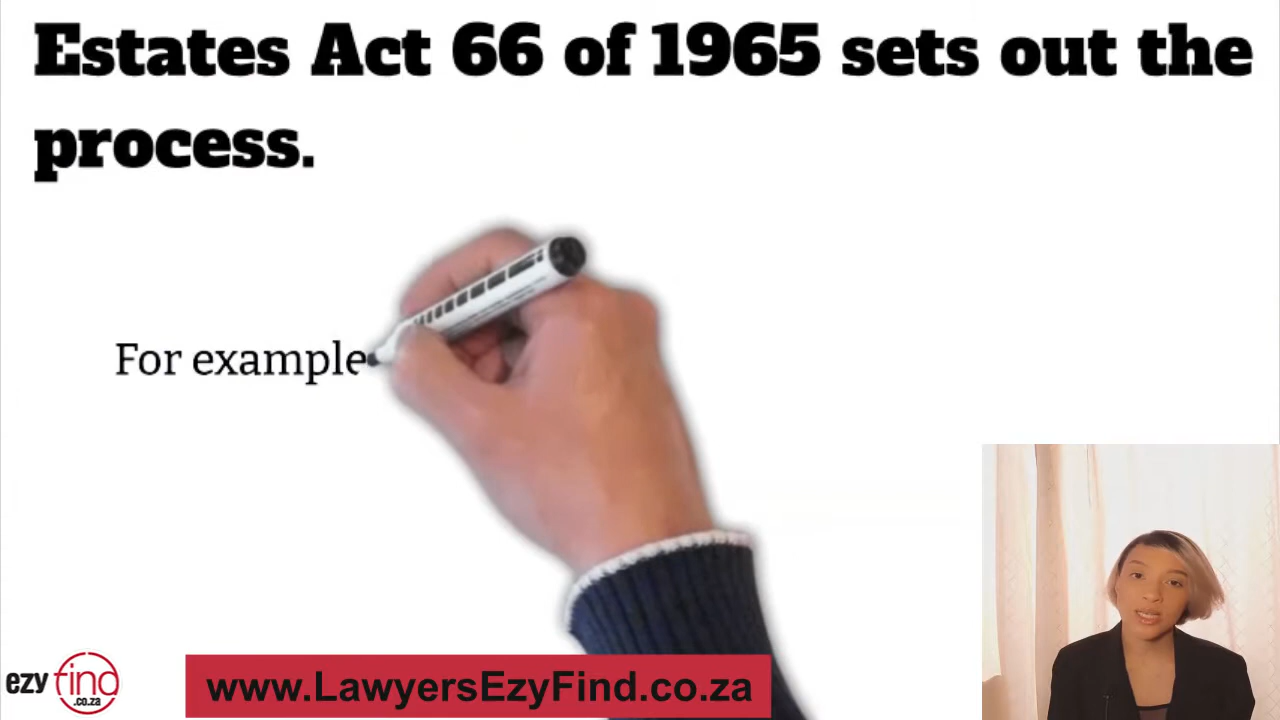 Estates Act 66 of 1965 sets out the
process.
For example
ezy find
.co.za
www.LawyersEzyFind.co.za